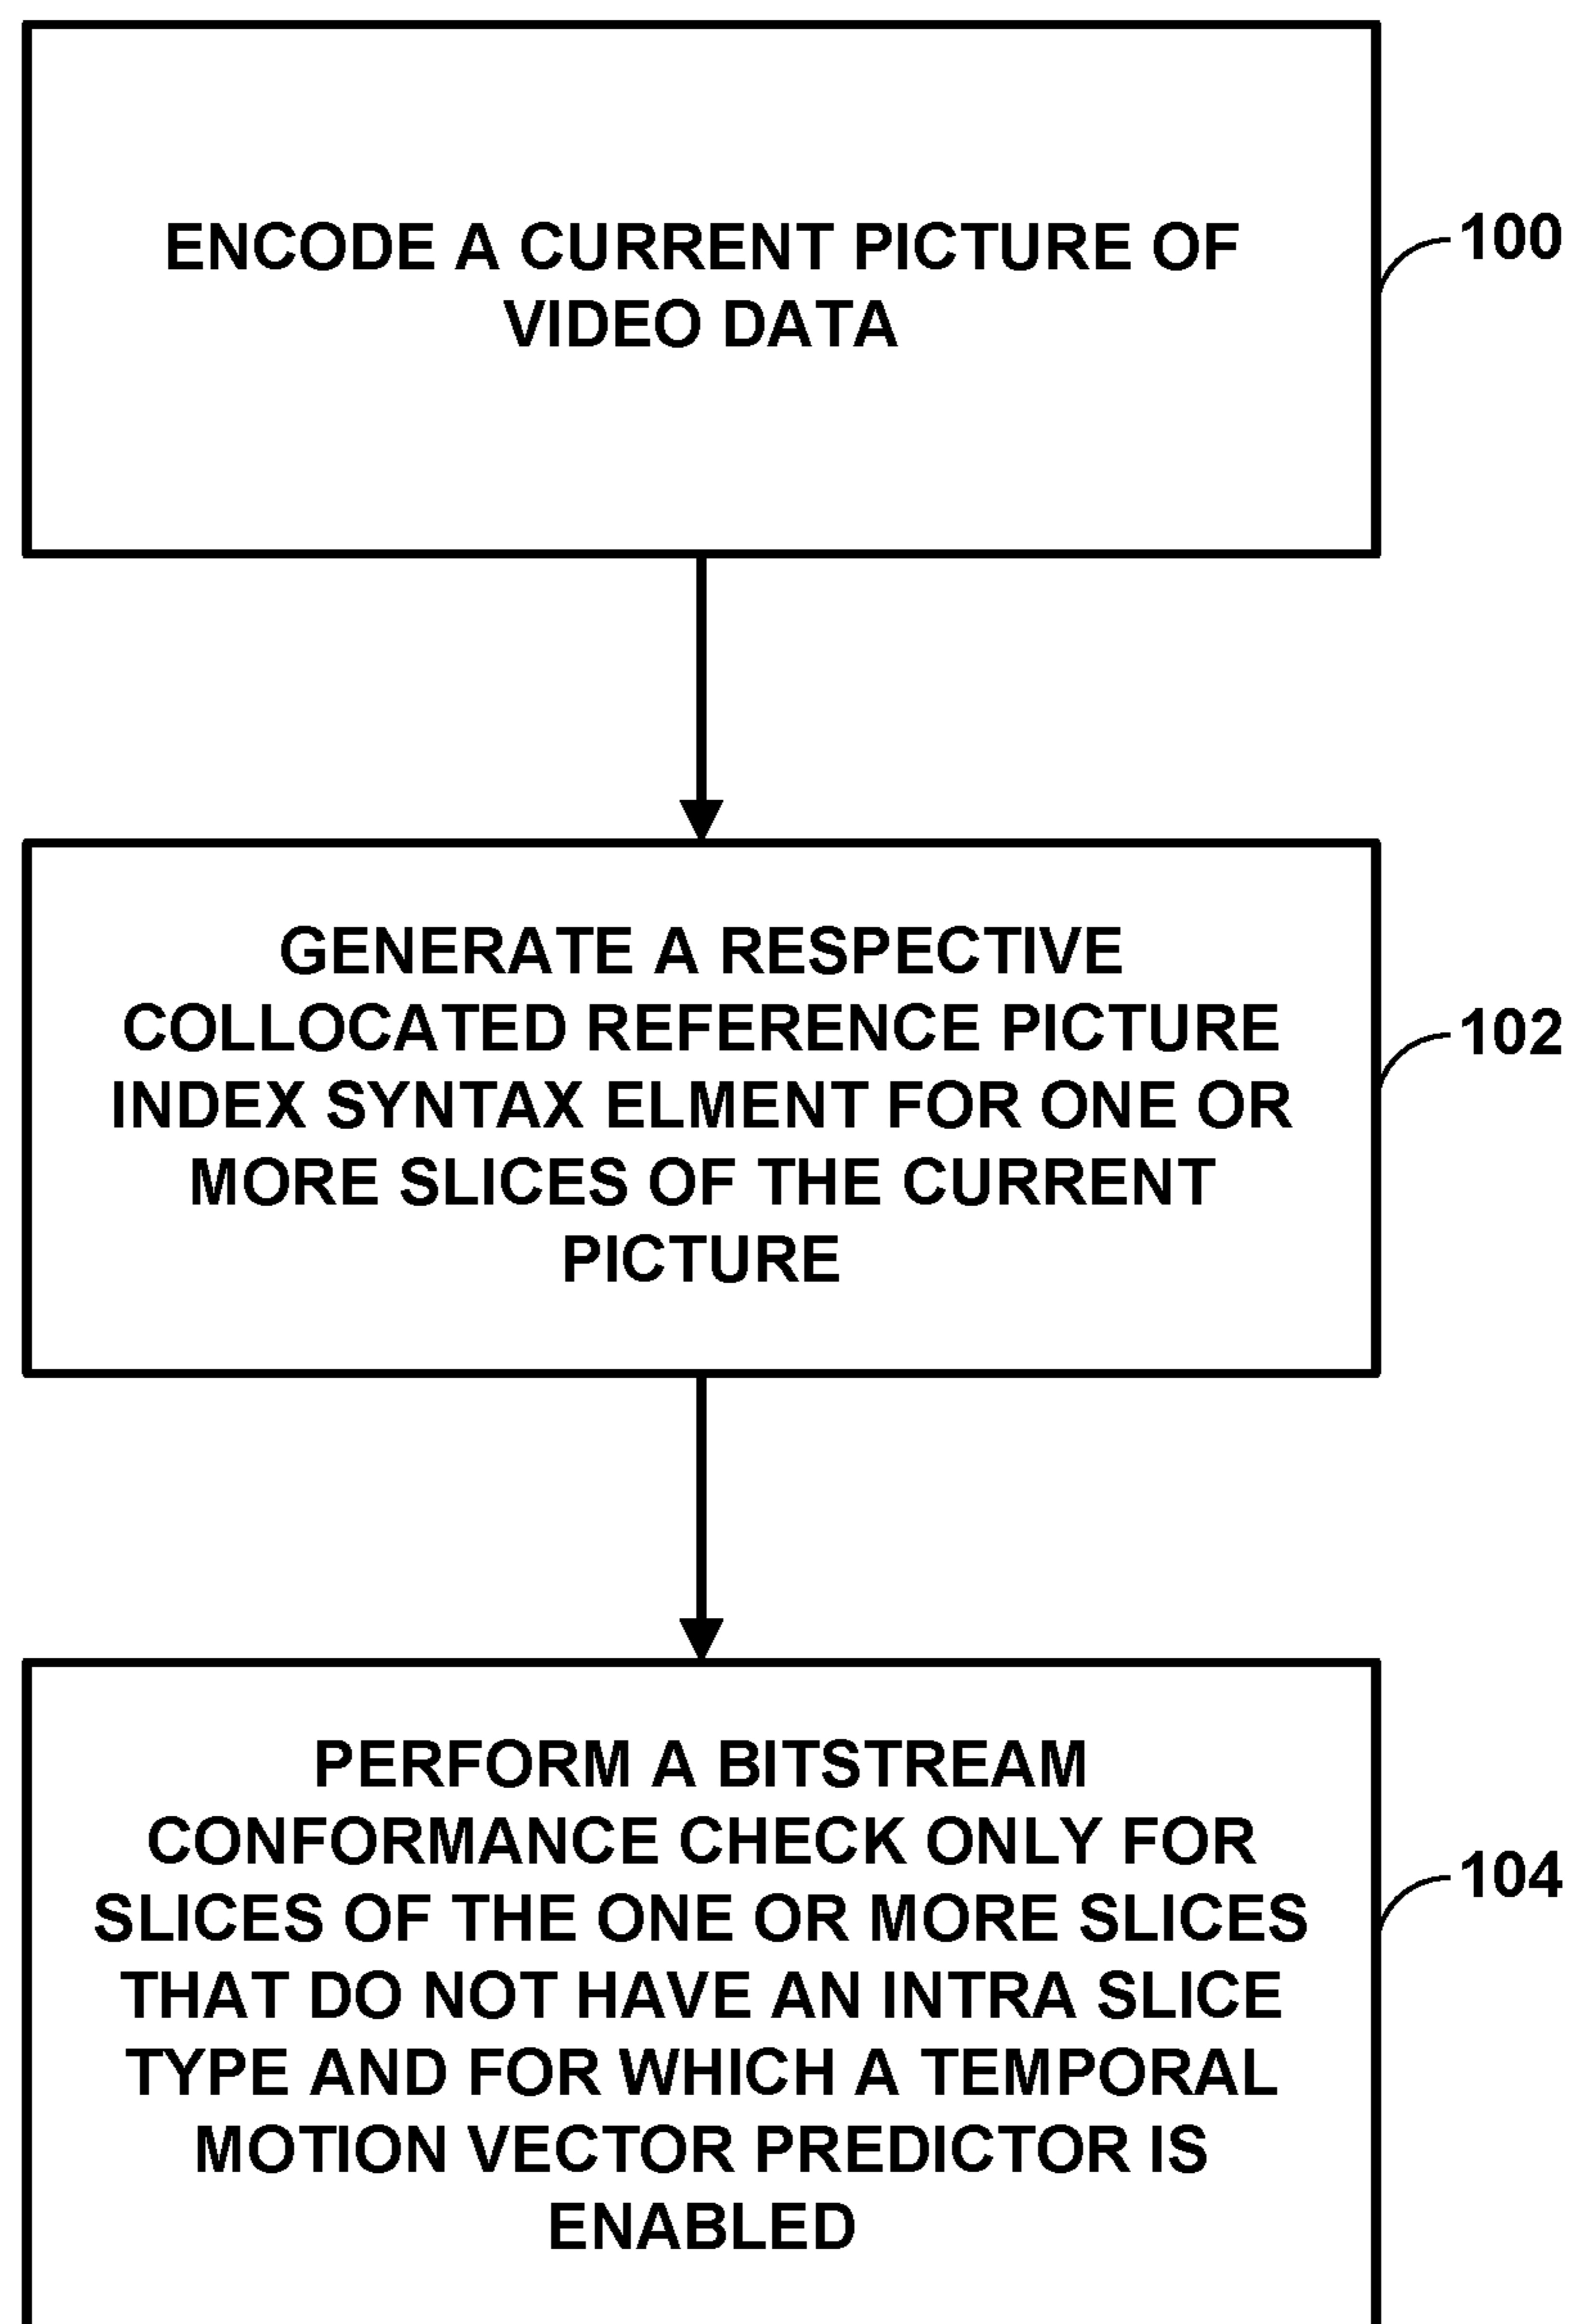 ENCODE A CURRENT PICTURE OF
VIDEO DATA
100
GENERATE A RESPECTIVE
COLLOCATED REFERENCE PICTURE
INDEX SYNTAX ELMENT FOR ONE OR
MORE SLICES OF THE CURRENT
PICTURE
102
PERFORM A BITSTREAM
CONFORMANCE CHECK ONLY FOR
SLICES OF THE ONE OR MORE SLICES
THAT DO NOT HAVE AN INTRA SLICE
TYPE AND FOR WHICH A TEMPORAL
MOTION VECTOR PREDICTOR IS
ENABLED
104